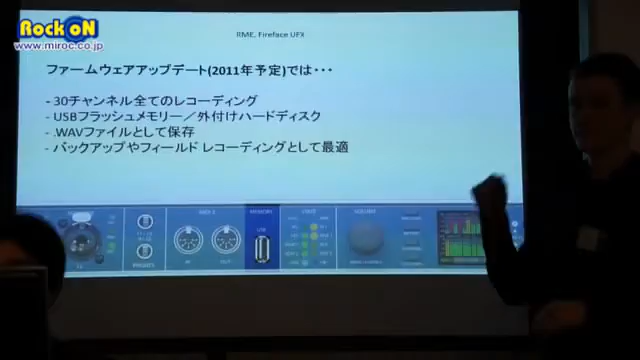 Rock oN
www.miroc.co.jp
RME, Fireface UFX
ファームウェアアップデート(2011年予定)では・・・
- 30チャンネル全てのレコーディング
- USBフラッシュメモリー／外付けハードディスク
- .WAVファイルとして保存
- バックアップやフィールド レコーディングとして最適
MIDI 2
MEMORY
STATE
VOLUME
USB
IN
OUT
PHONES